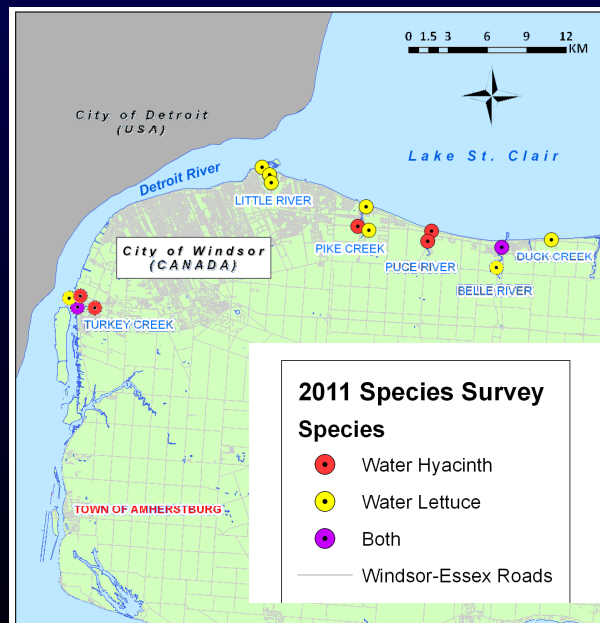 0 1.5 3 6 9 12
KM
City of Detroit
(USA)
Lake St. Clair
Detroit River
LITTLE RIVER
City of Windsor
(CANADA)
PIKE CREEK
PUCE RIVER
DUCK CREEK
BELLE RIVER
TURKEY CREEK
TOWN OF AMHERSTBURG
2011 Species Survey
Species
Water Hyacinth
Water Lettuce
Both
Windsor-Essex Roads